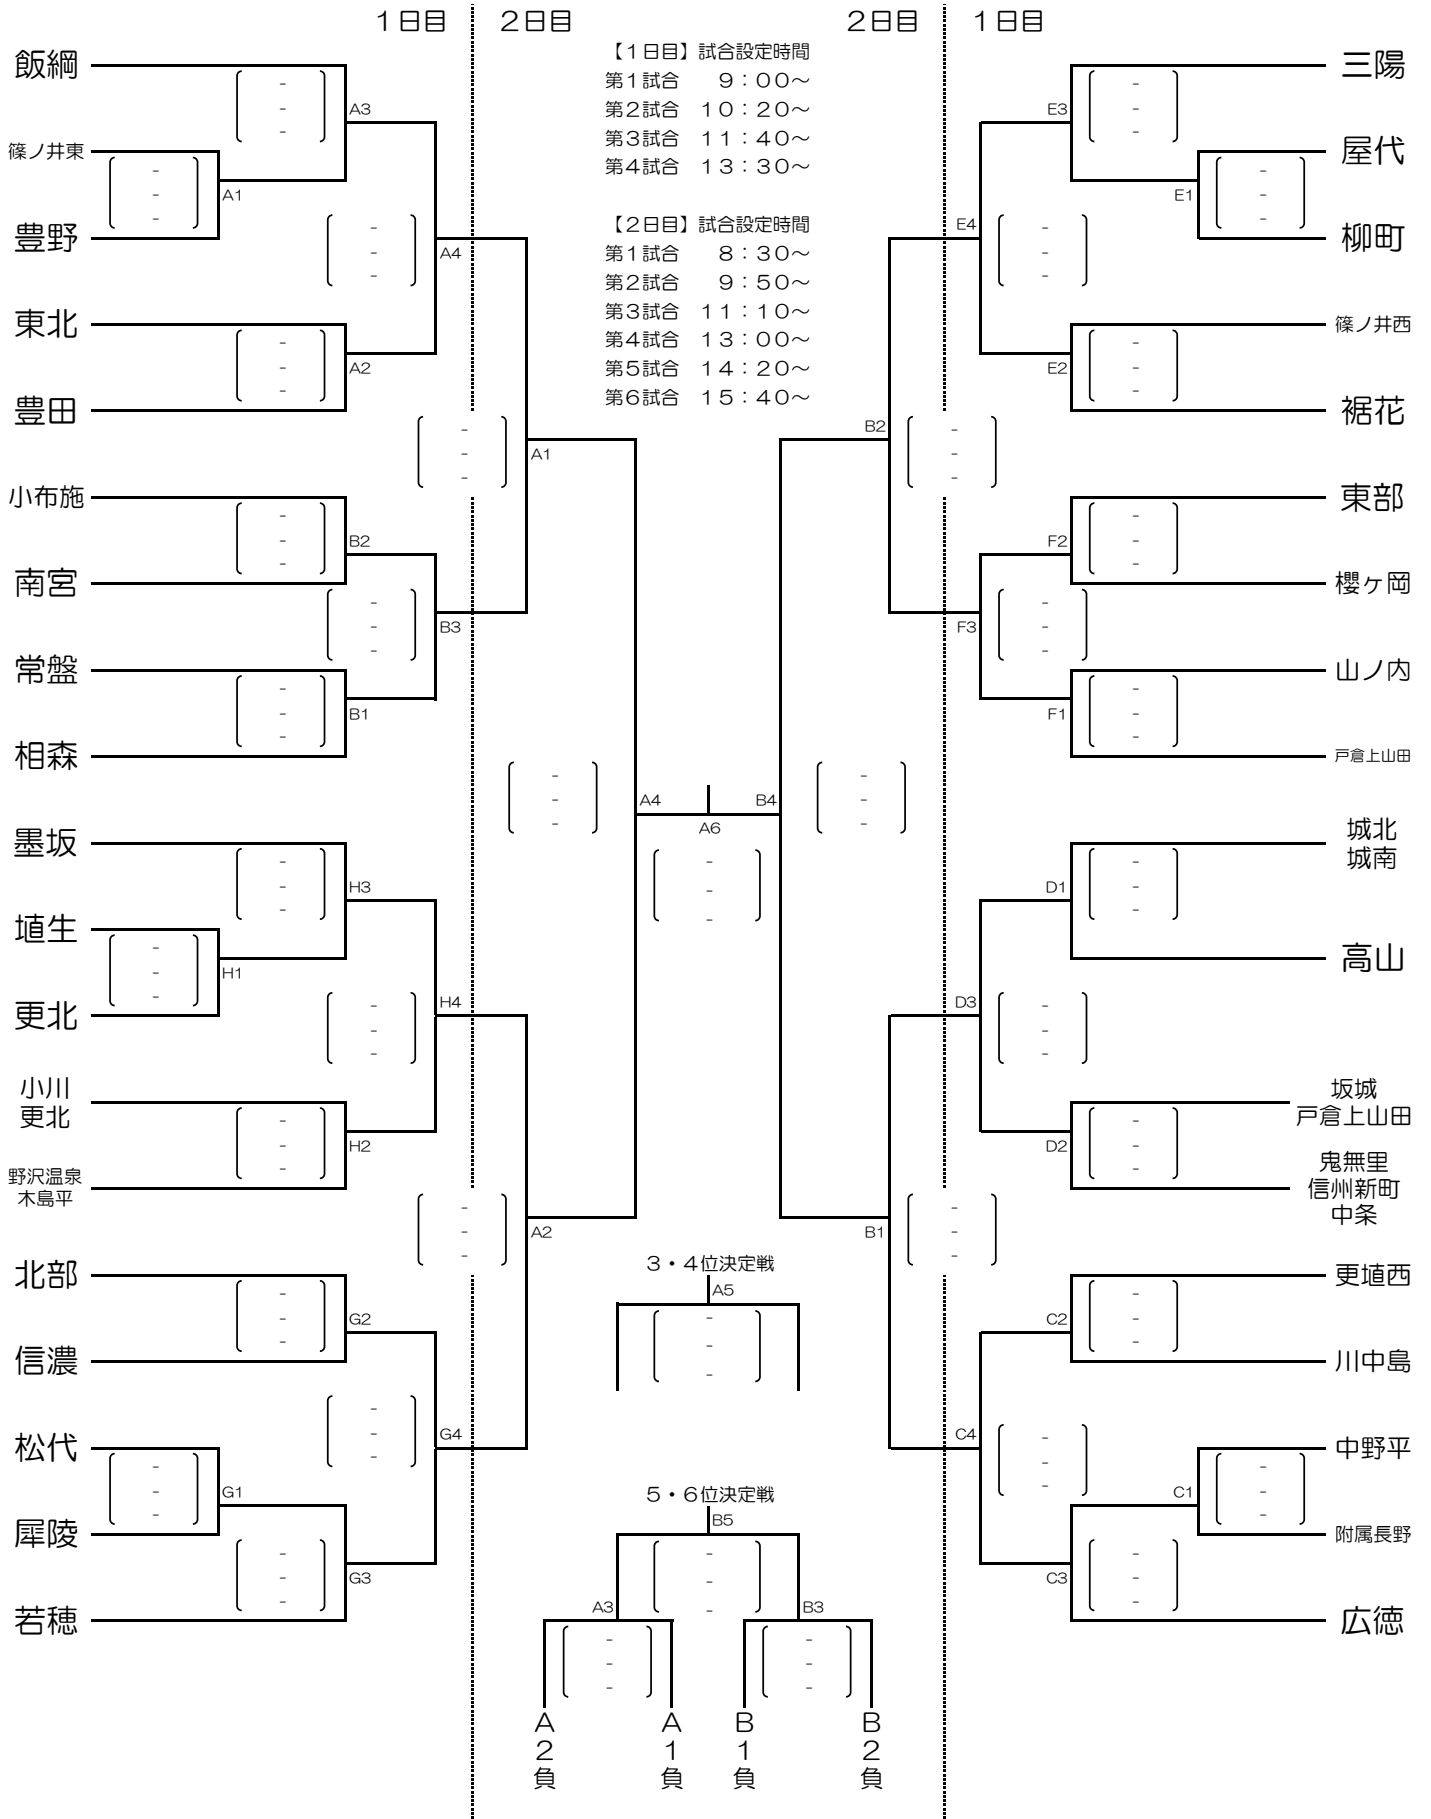 １日目 ２日目 ２日目 １日目
【１日目】試合設定時間
第１試合 ９：００～
第２試合 １０：２０～
第３試合 １１：４０～
第４試合 １３：３０～
【２日目】試合設定時間
第１試合 ８：３０～
第２試合 ９：５０～
第３試合 １１：１０～
第４試合 １３：００～
第５試合 １４：２０～
第６試合 １５：４０～
飯綱
A3
篠ノ井東
A1
豊野
A4
東北
A2
豊田
A1
小布施
B2
南宮
B3
常盤
B1
相森
A4
墨坂
H3
埴生
H1
更北
H4
小川
更北
H2
野沢温泉
木島平
A2
北部
G2
信濃
G4
松代
G1
犀陵
G3
若穂
A6
３・４位決定戦
A5
５・６位決定戦
B5
A3 B3
A２負
A１負
B１負
B２負
三陽
E3
屋代
E1
柳町
E4
篠ノ井西
E2
裾花
B2
東部
F2
櫻ヶ岡
F3
山ノ内
F1
戸倉上山田
B4
城北
城南
D1
高山
D3
坂城
戸倉上山田
D2
鬼無里
信州新町
中条
B1
更埴西
C2
川中島
C4
中野平
C1
附属長野
C3
広徳